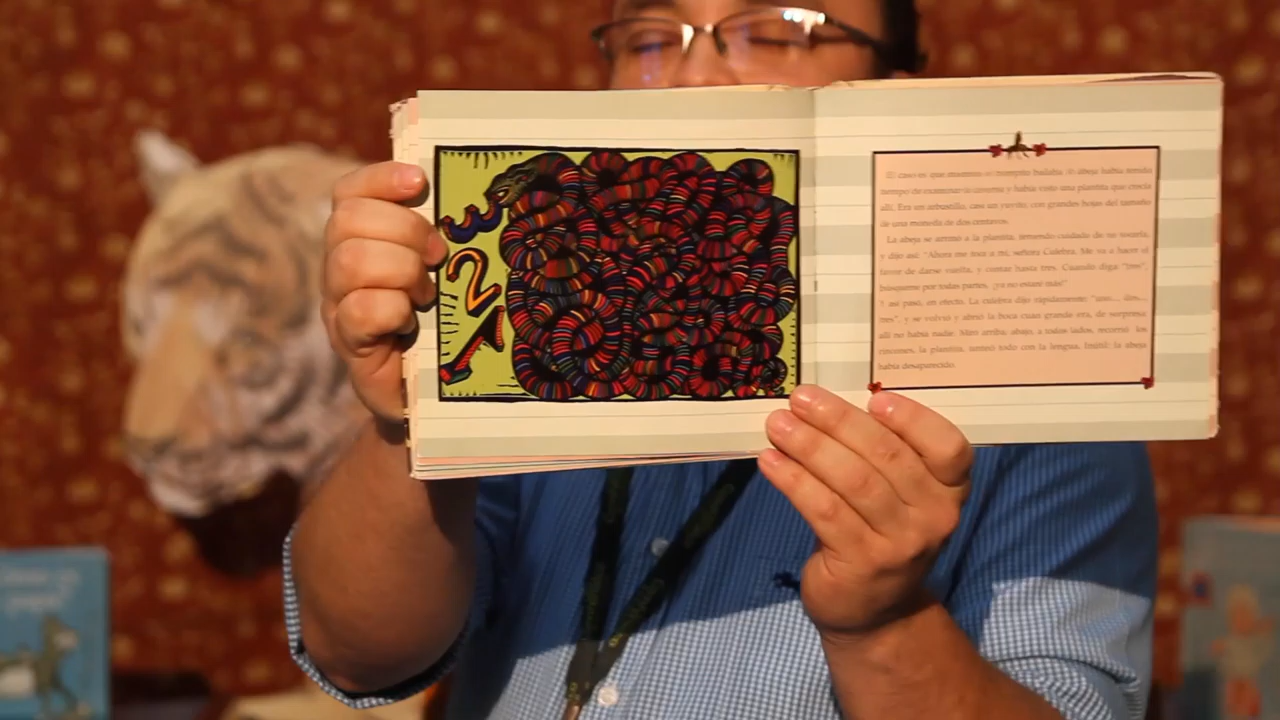 2
1
El caso es que mientras el trompito bailaba, la abeja había tenido
tiempo de examinar la caverna y había visto una plantita que crecía
allí. Era un arbustillo, casi un yuyito, con grandes hojas del tamaño
de una moneda de dos centavos.
La abeja se arrimó a la plantita, teniendo cuidado de no tocarla,
y dijo así: "Ahora me toca a mí, señora Culebra. Me va a hacer el
favor de darse vuelta, y contar hasta tres. Cuando diga "tres",
búsqueme por todas partes, ¡ya no estaré más!"
Y así pasó, en efecto. La culebra dijo rápidamente: "uno... dos...
tres", y se volvió y abrió la boca cuan grande era, de sorpresa
allí no había nadie. Miró arriba, abajo, a todos lados, recorrió los
rincones, la plantita, tanteó todo con la lengua. Inútil: la abeja
había desaparecido.